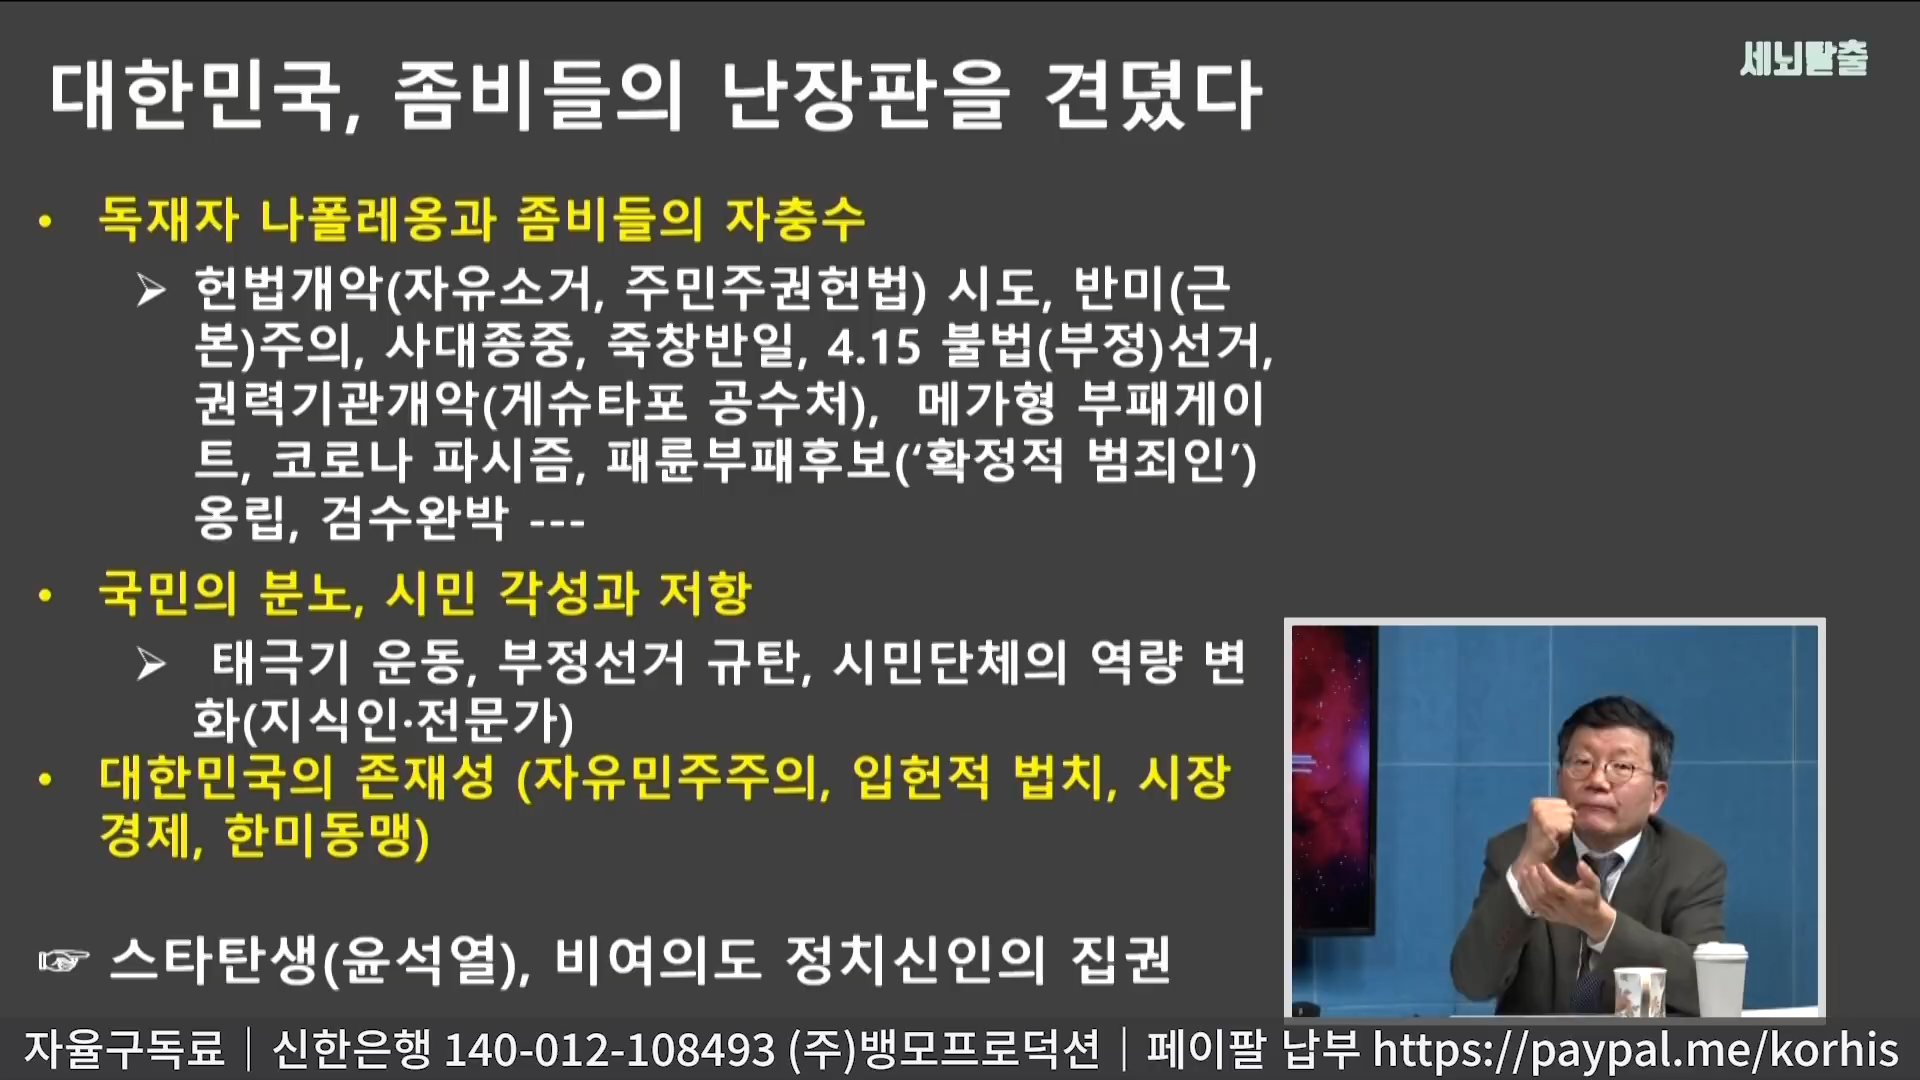 대한민국, 좀비들의 난장판을 견뎠다
세뇌탈출
• 독재자 나폴레옹과 좀비들의 자충수
➢ 헌법개악(자유소거, 주민주권헌법) 시도, 반미(근
본)주의, 사대종중, 죽창반일, 4.15 불법(부정)선거,
권력기관개악(게슈타포 공수처), 메가형 부패게이
트, 코로나 파시즘, 패륜부패후보(‘확정적 범죄인’)
옹립, 검수완박 ---
• 국민의 분노, 시민 각성과 저항
➢ 태극기 운동, 부정선거 규탄, 시민단체의 역량 변
화(지식인·전문가)
• 대한민국의 존재성 (자유민주주의, 입헌적 법치, 시장
경제, 한미동맹)
☞ 스타탄생(윤석열), 비여의도 정치신인의 집권
자율구독료 | 신한은행 140-012-108493 (주)뱅모프로덕션 | 페이팔 납부 https://paypal.me/korhis